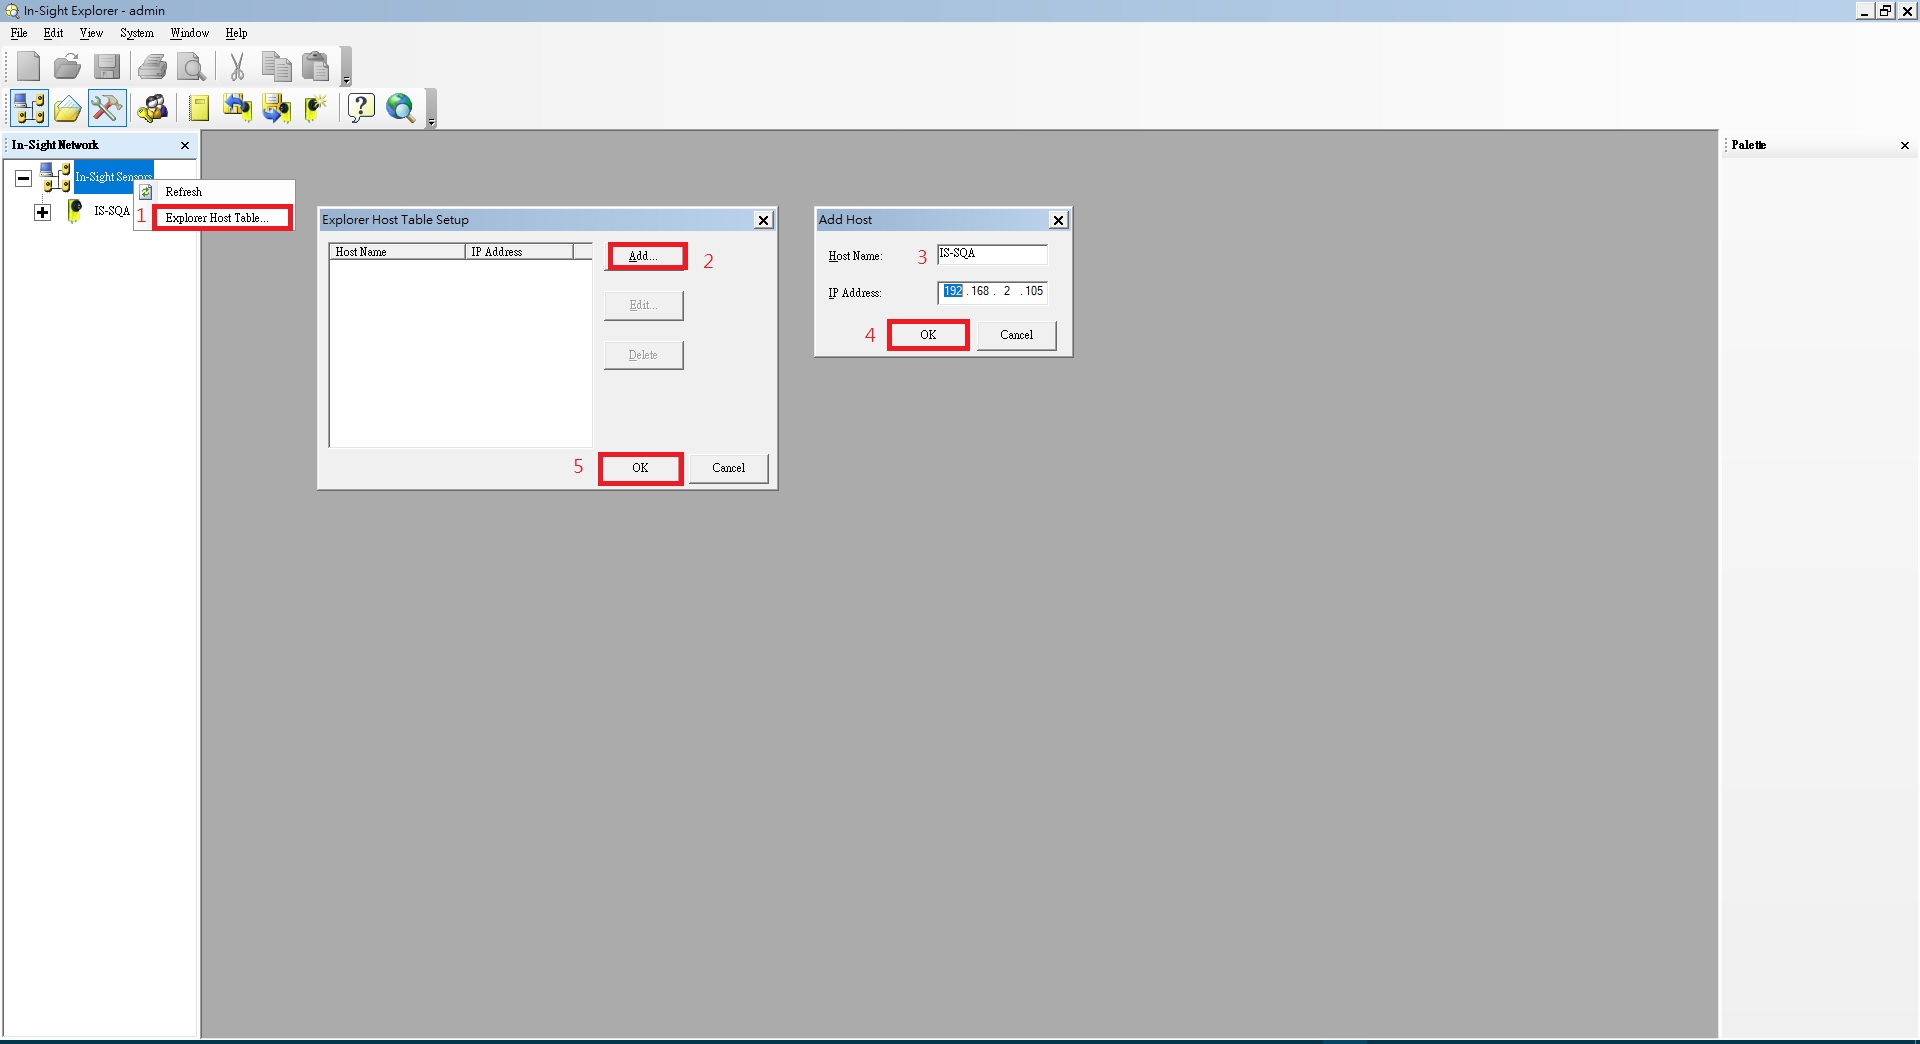 In-Sight Explorer - admin
File Edit View System Window Help
In-Sight Network
Palette
In-Sight Sensors
Refresh
IS-SQA
1
Explorer Host Table...
Explorer Host Table Setup
Host Name IP Address
Add...
2
Edit...
Delete
5
OK
Cancel
Add Host
Host Name:
3
IS-SQA
IP Address:
192 . 168 . 2 . 105
4
OK
Cancel